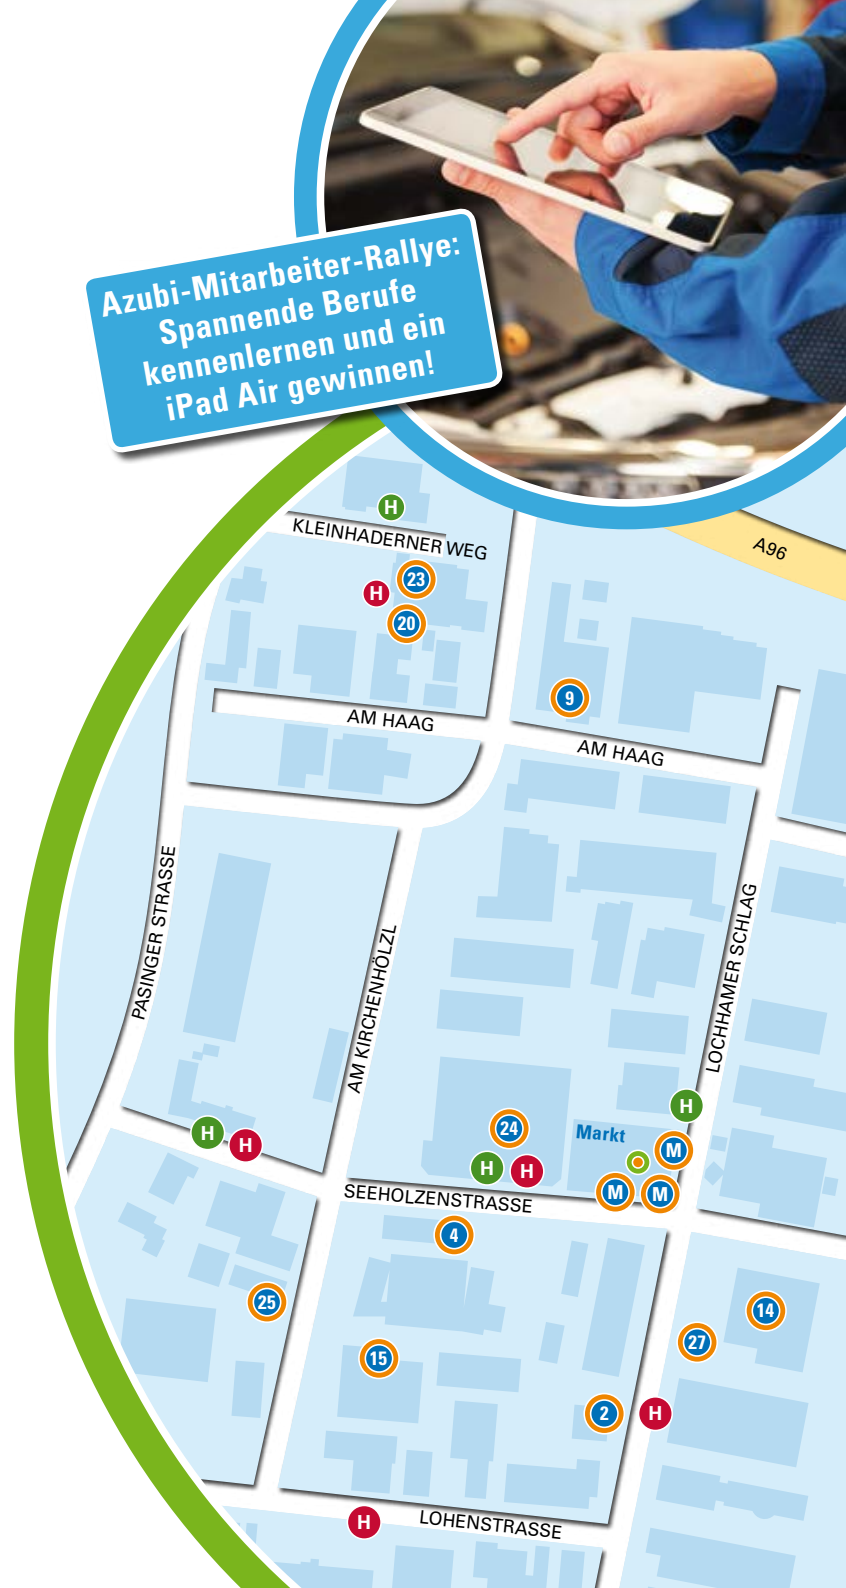 Azubi-Mitarbeiter-Rallye:
Spannende Berufe
kennenlernen und ein
iPad Air gewinnen!
H
KLEINHADERNER WEG
A96
23
H
20
9
AM HAAG
AM HAAG
PASINGER STRASSE
AM KIRCHENHÖLZL
LOCHHAMER SCHLAG
H
24
Markt
H
H
M
H
H
M
M
SEEHOLZENSTRASSE
4
25
14
27
15
2
H
H
LOHENSTRASSE